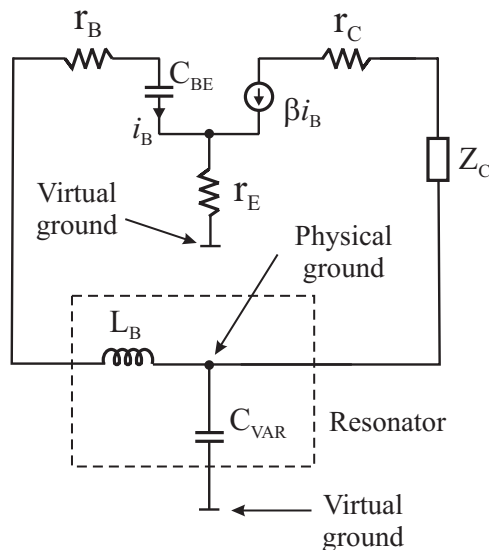 r_B
r_C
C_BE
i_B
βi_B
Z_C
r_E
Virtual
ground
Physical
ground
L_B
C_VAR
Resonator
Virtual
ground